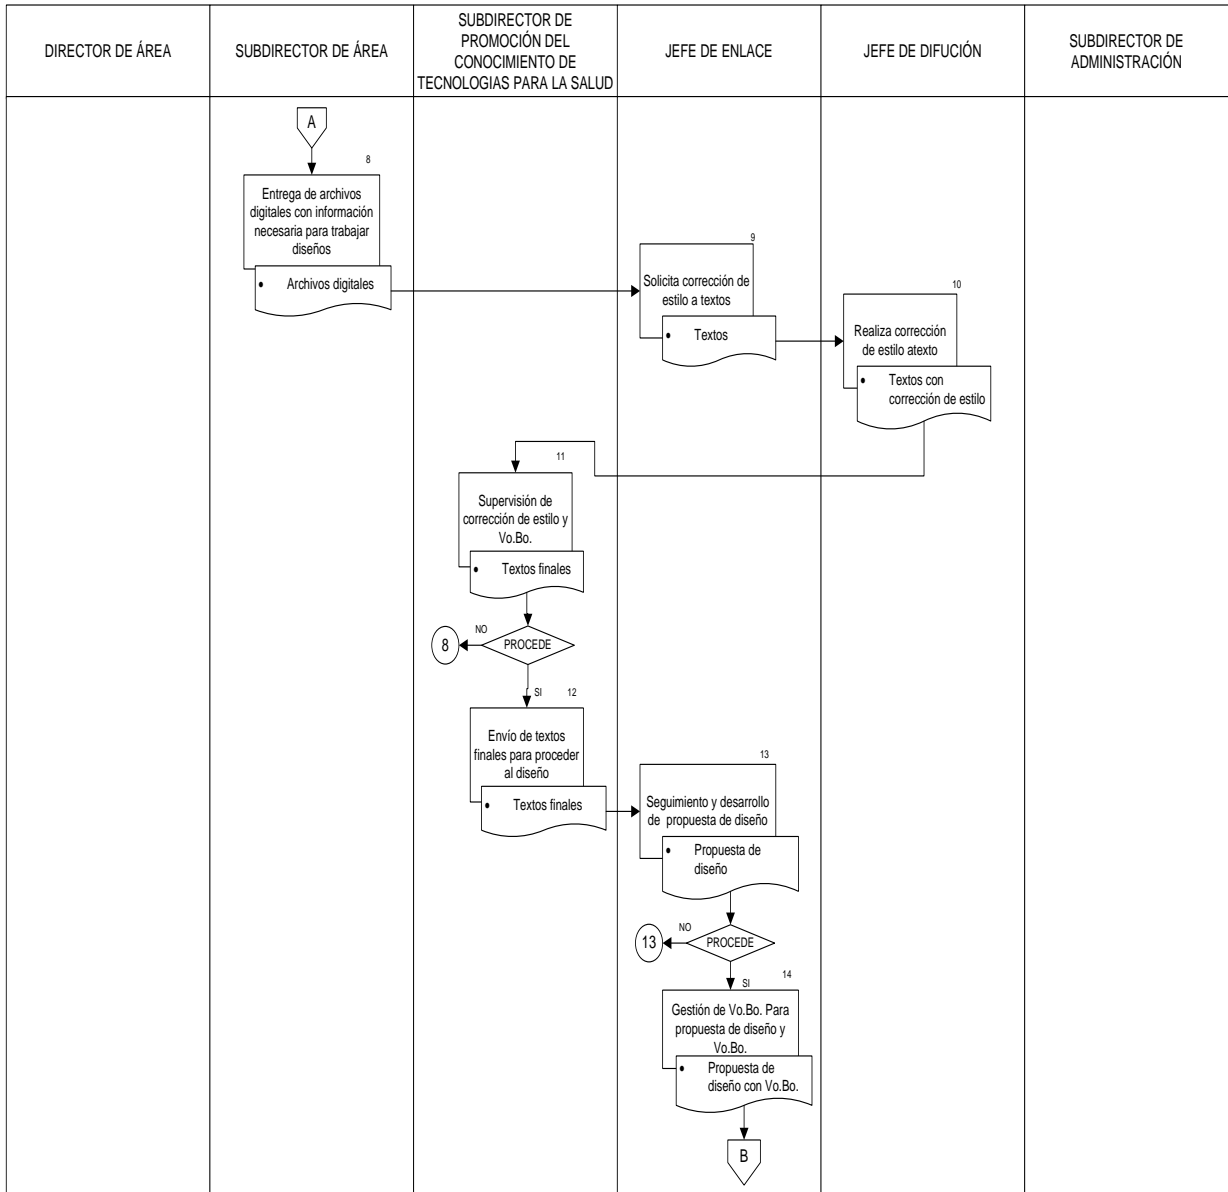 DIRECTOR DE ÁREA
SUBDIRECTOR DE ÁREA
SUBDIRECTOR DE
PROMOCIÓN DEL
CONOCIMIENTO DE
TECNOLOGIAS PARA LA SALUD
JEFE DE ENLACE
JEFE DE DIFUCIÓN
SUBDIRECTOR DE
ADMINISTRACIÓN
A
8
Entrega de archivos
digitales con información
necesaria para trabajar
diseños
• Archivos digitales
9
Solicita corrección de
estilo a textos
• Textos
10
Realiza corrección
de estilo atexto
• Textos con
corrección de estilo
11
Supervisión de
corrección de estilo y
Vo.Bo.
• Textos finales
NO
8
PROCEDE
SI
12
Envío de textos
finales para proceder
al diseño
• Textos finales
13
Seguimiento y desarrollo
de propuesta de diseño
• Propuesta de
diseño
NO
13
PROCEDE
SI
14
Gestión de Vo.Bo. Para
propuesta de diseño y
Vo.Bo.
• Propuesta de
diseño con Vo.Bo.
B